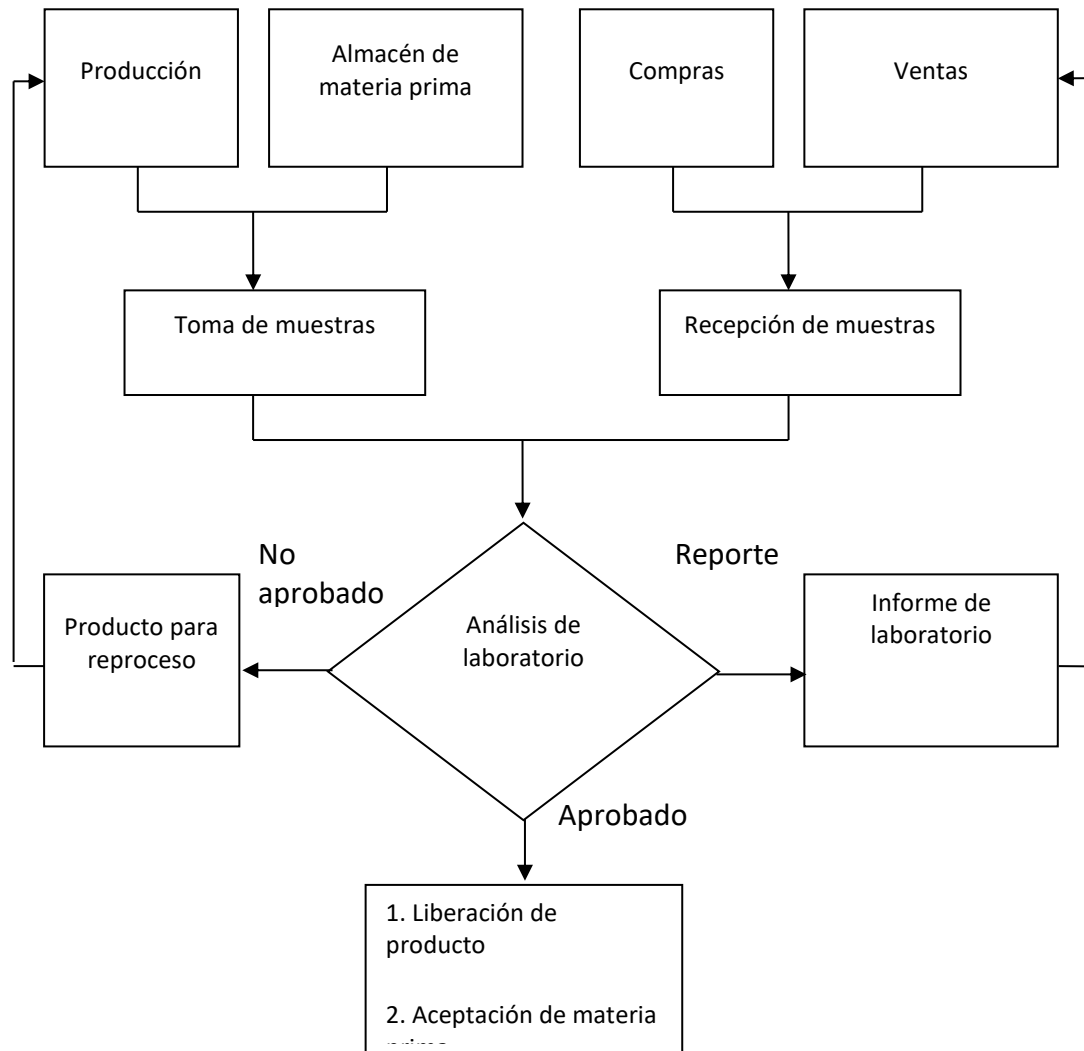 Producción
Almacén de
materia prima
Compras
Ventas
Toma de muestras
Recepción de muestras
No
aprobado
Reporte
Producto para
reproceso
Análisis de
laboratorio
Informe de
laboratorio
Aprobado
1. Liberación de
producto
2. Aceptación de materia